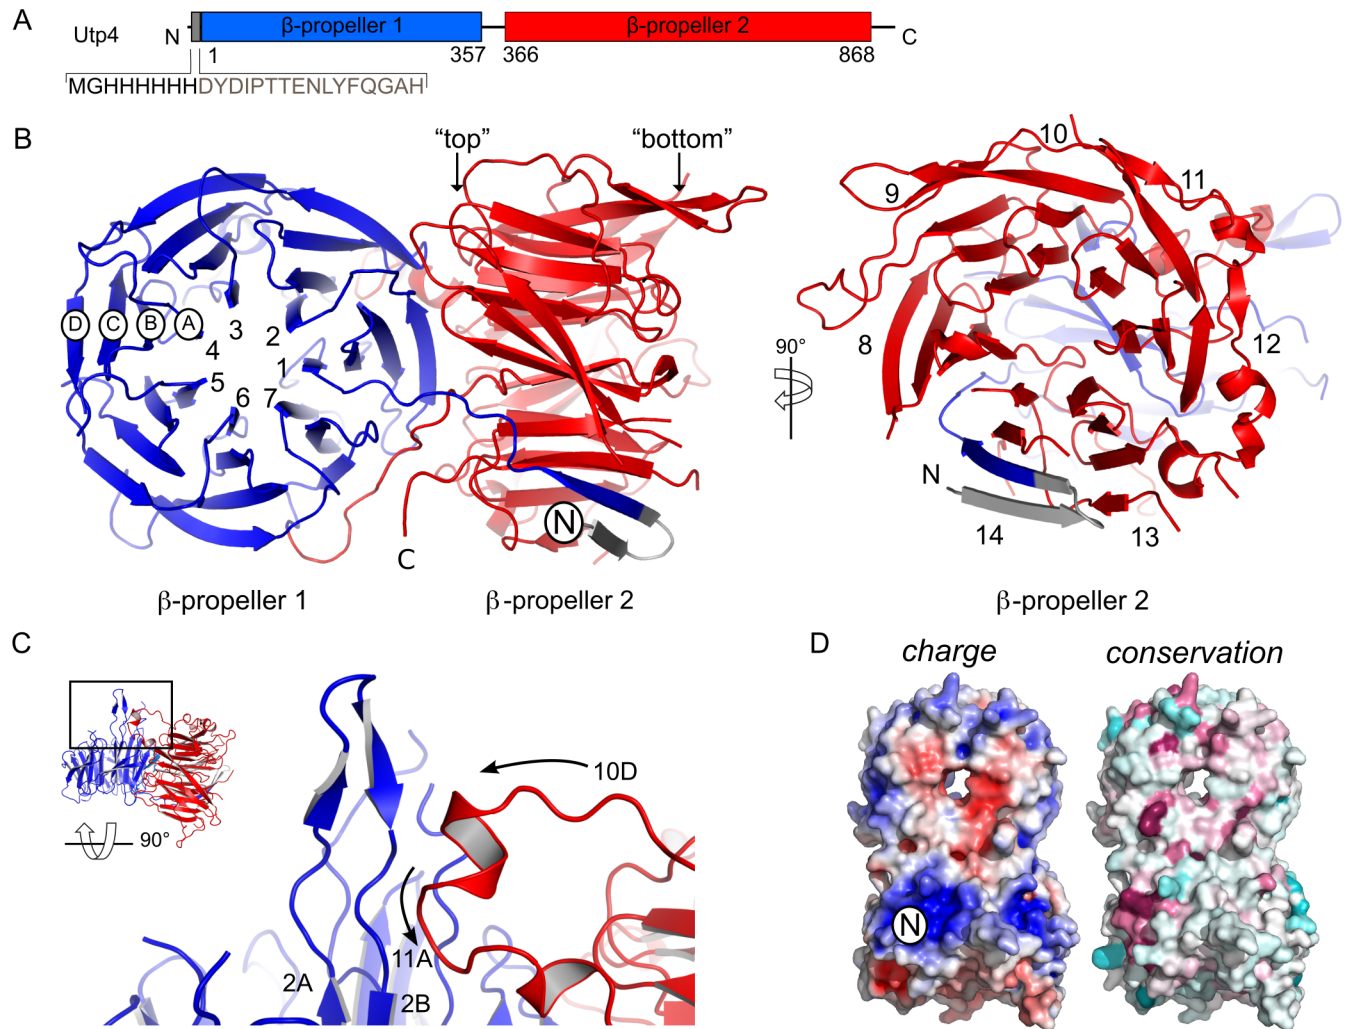 A
Utp4 N β-propeller 1 β-propeller 2 C
1 357 366 868
MGHHHHHHDYDIPTTENLYFQGAH
B
"top" "bottom"
D C B A
3 2
4 1
5
6 7
N
C
β-propeller 1 β-propeller 2
90°
10
9 11
8 12
N
14 13
β-propeller 2
C
90°
10D
11A
2A 2B
D
charge conservation
N